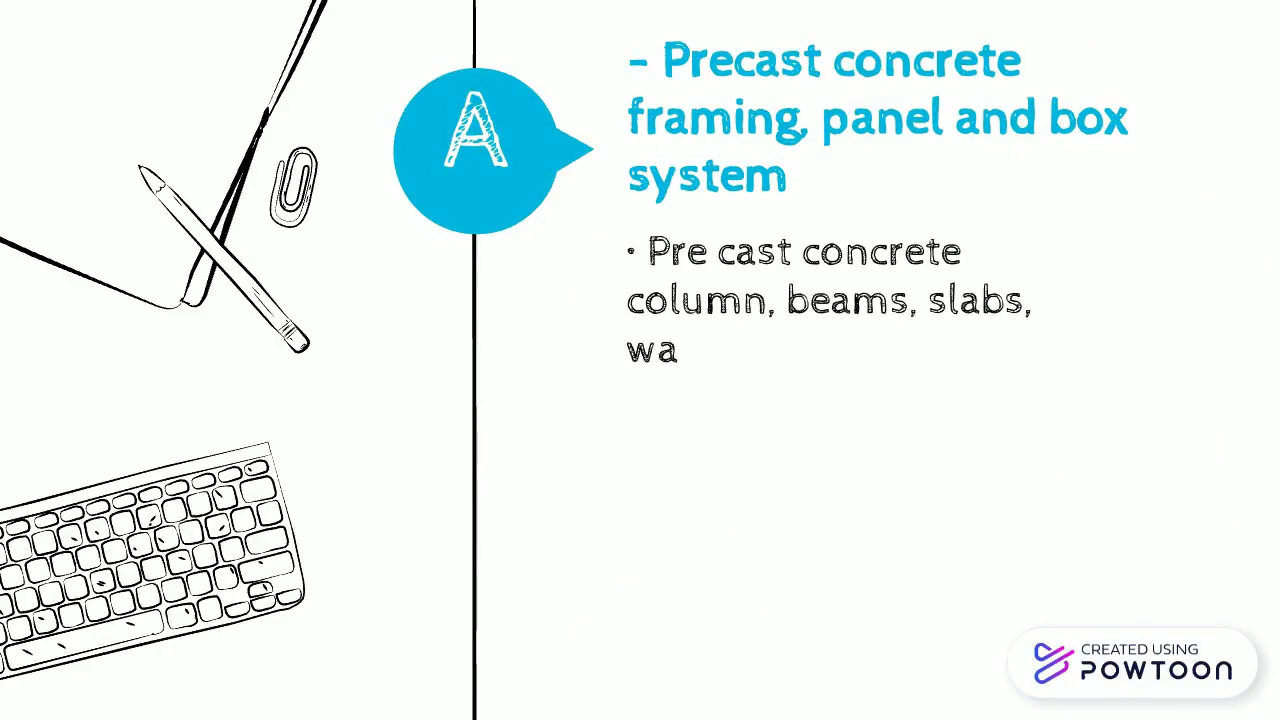 A
- Precast concrete
framing, panel and box
system
• Pre cast concrete
column, beams, slabs,
wa
CREATED USING
POWTOON